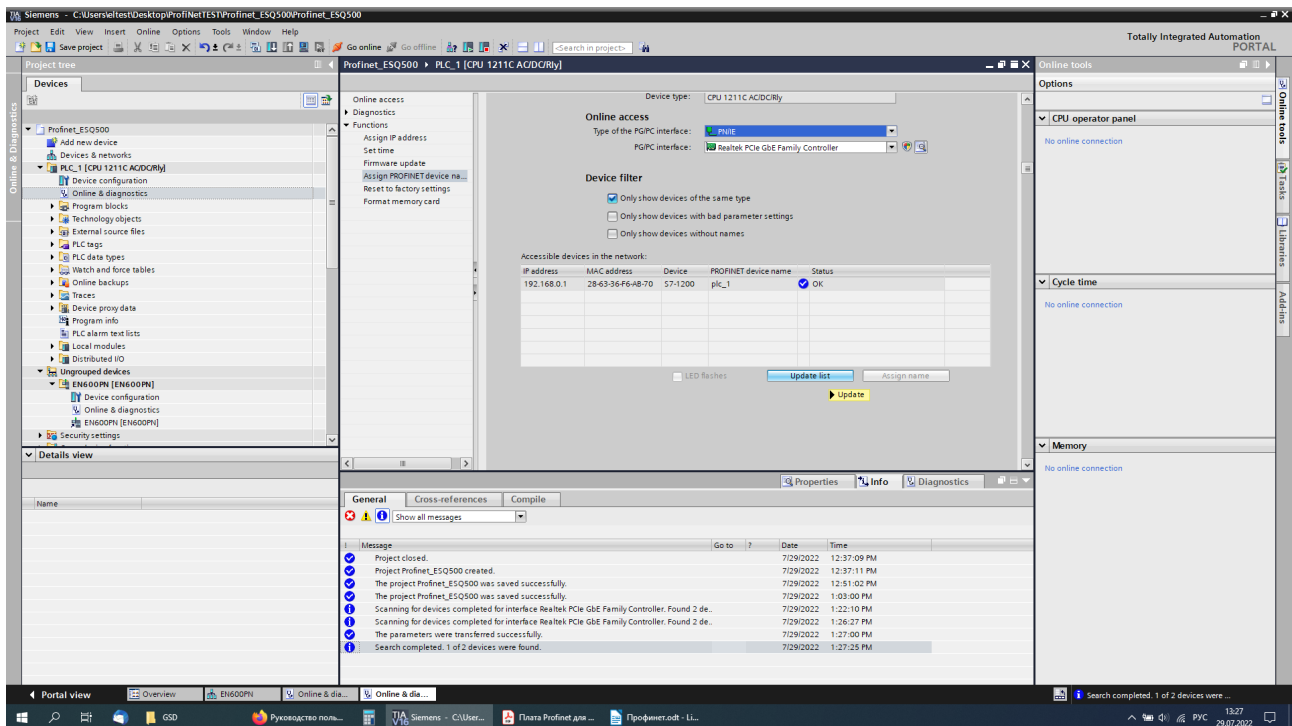 Siemens - C:\Users\eltest\Desktop\ProfiNetTEST\Profinet_ESQ500\Profinet_ESQ500
Project Edit View Insert Online Options Tools Window Help
Totally Integrated Automation
PORTAL
Save project
Go online
Go offline
<Search in project>
Project tree
Profinet_ESQ500 ▸ PLC_1 [CPU 1211C AC/DC/Rly]
Online tools
Devices
Options
Online & Diagnostics
Profinet_ESQ500
Add new device
Devices & networks
PLC_1 [CPU 1211C AC/DC/Rly]
Device configuration
Online & diagnostics
Program blocks
Technology objects
External source files
PLC tags
PLC data types
Watch and force tables
Online backups
Traces
Device proxy data
Program info
PLC alarm text lists
Local modules
Distributed I/O
Ungrouped devices
EN600PN [EN600PN]
Device configuration
Online & diagnostics
EN600PN [EN600PN]
Security settings
Details view
Name
Online access
Diagnostics
Functions
Assign IP address
Set time
Firmware update
Assign PROFINET device na...
Reset to factory settings
Format memory card
Device type: CPU 1211C AC/DC/Rly
Online access
Type of the PG/PC interface: PN/IE
PG/PC interface: Realtek PCIe GbE Family Controller
Device filter
Only show devices of the same type
Only show devices with bad parameter settings
Only show devices without names
Accessible devices in the network:
IP address MAC address Device PROFINET device name Status
192.168.0.1 28-63-36-F6-AB-70 S7-1200 plc_1 OK
LED flashes Update list Assign name
Update
CPU operator panel
No online connection
Cycle time
No online connection
Memory
No online connection
Online tools
Tasks
Libraries
Add-ins
Properties Info Diagnostics
General Cross-references Compile
Show all messages
! Message Go to ? Date Time
Project closed. 7/29/2022 12:37:09 PM
Project Profinet_ESQ500 created. 7/29/2022 12:37:11 PM
The project Profinet_ESQ500 was saved successfully. 7/29/2022 12:51:02 PM
The project Profinet_ESQ500 was saved successfully. 7/29/2022 1:03:00 PM
Scanning for devices completed for interface Realtek PCIe GbE Family Controller. Found 2 de.. 7/29/2022 1:22:10 PM
Scanning for devices completed for interface Realtek PCIe GbE Family Controller. Found 2 de.. 7/29/2022 1:26:27 PM
The parameters were transferred successfully. 7/29/2022 1:27:00 PM
Search completed. 1 of 2 devices were found. 7/29/2022 1:27:25 PM
Portal view Overview EN600PN Online & dia... Online & dia...
Search completed. 1 of 2 devices were ...
GSD
Руководство поль...
Siemens - C:\User...
Плата Profinet для ...
Профинет.odt - Li...
РУС
13:27
29.07.2022